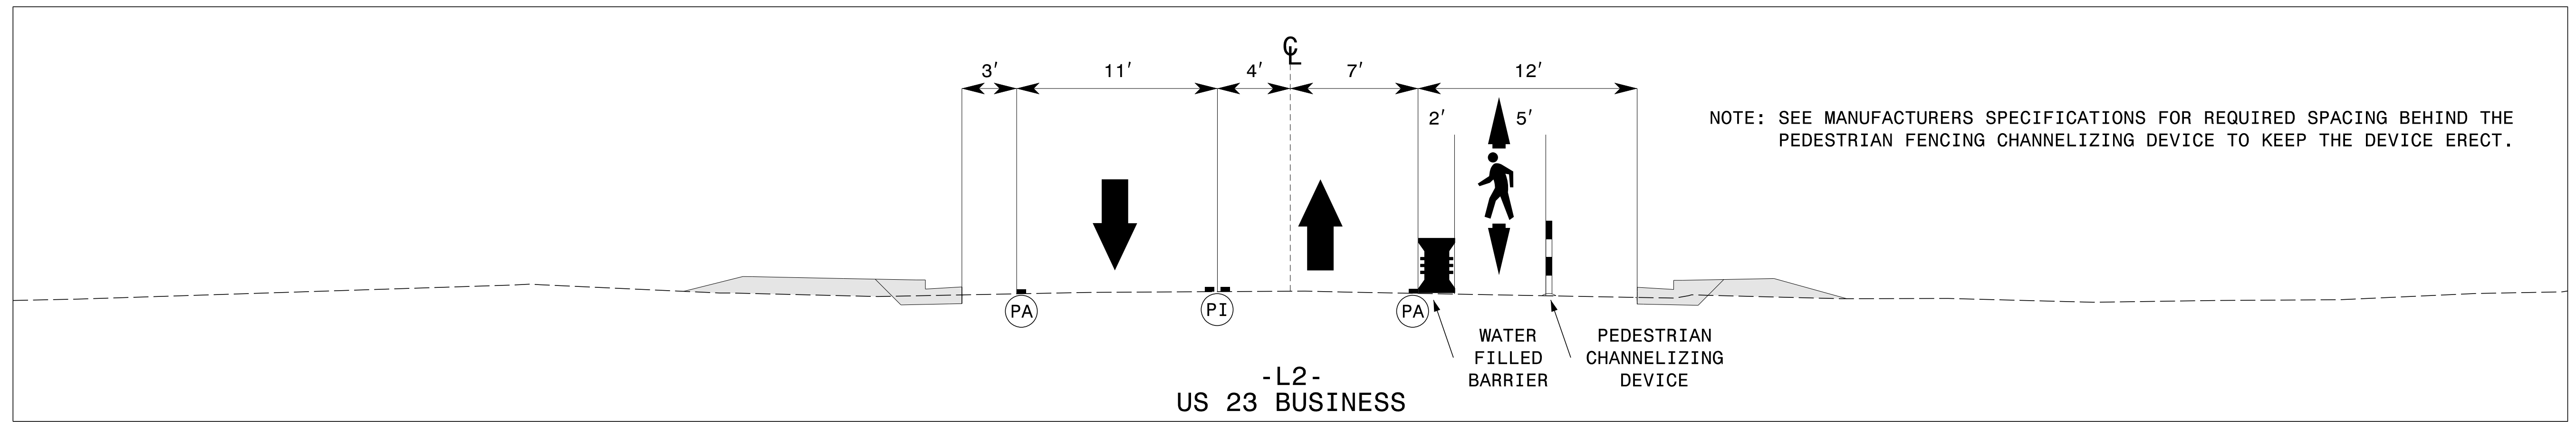 ℄
3' 11' 4' 7' 12'
2' 5'
NOTE: SEE MANUFACTURERS SPECIFICATIONS FOR REQUIRED SPACING BEHIND THE
PEDESTRIAN FENCING CHANNELIZING DEVICE TO KEEP THE DEVICE ERECT.
PA PI PA
WATER
FILLED
BARRIER
PEDESTRIAN
CHANNELIZING
DEVICE
-L2-
US 23 BUSINESS